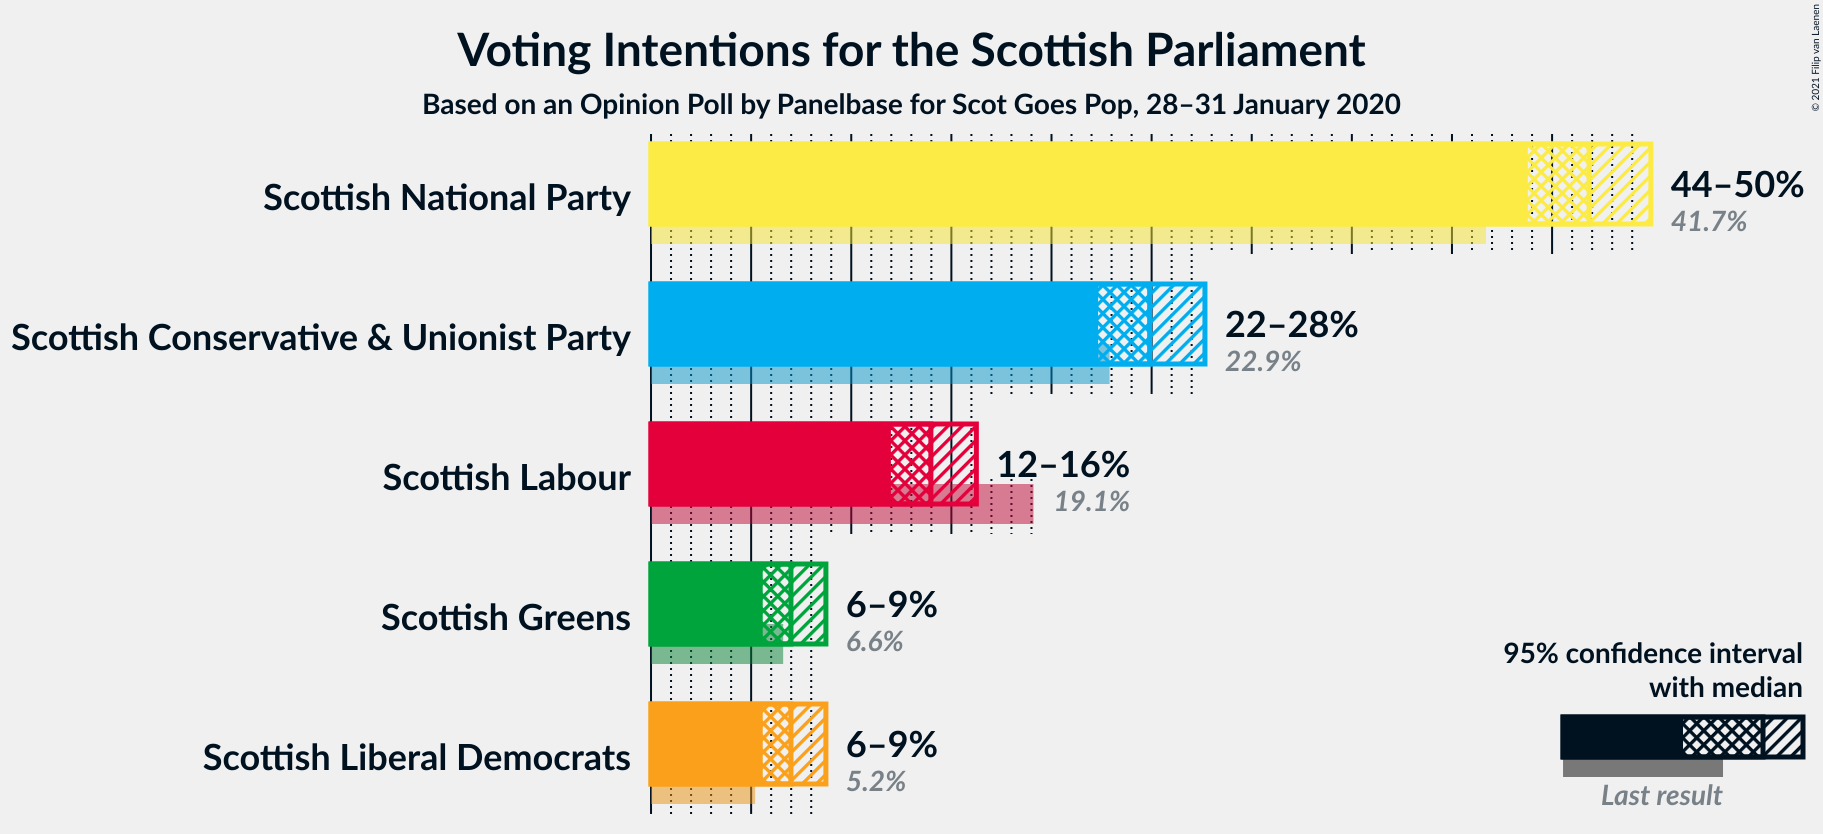 Voting Intentions for the Scottish Parliament
Based on an Opinion Poll by Panelbase for Scot Goes Pop, 28–31 January 2020
© 2021 Filip van Laenen
Scottish National Party
44–50%
41.7%
Scottish Conservative & Unionist Party
22–28%
22.9%
Scottish Labour
12–16%
19.1%
Scottish Greens
6–9%
6.6%
Scottish Liberal Democrats
6–9%
5.2%
95% confidence interval
with median
Last result